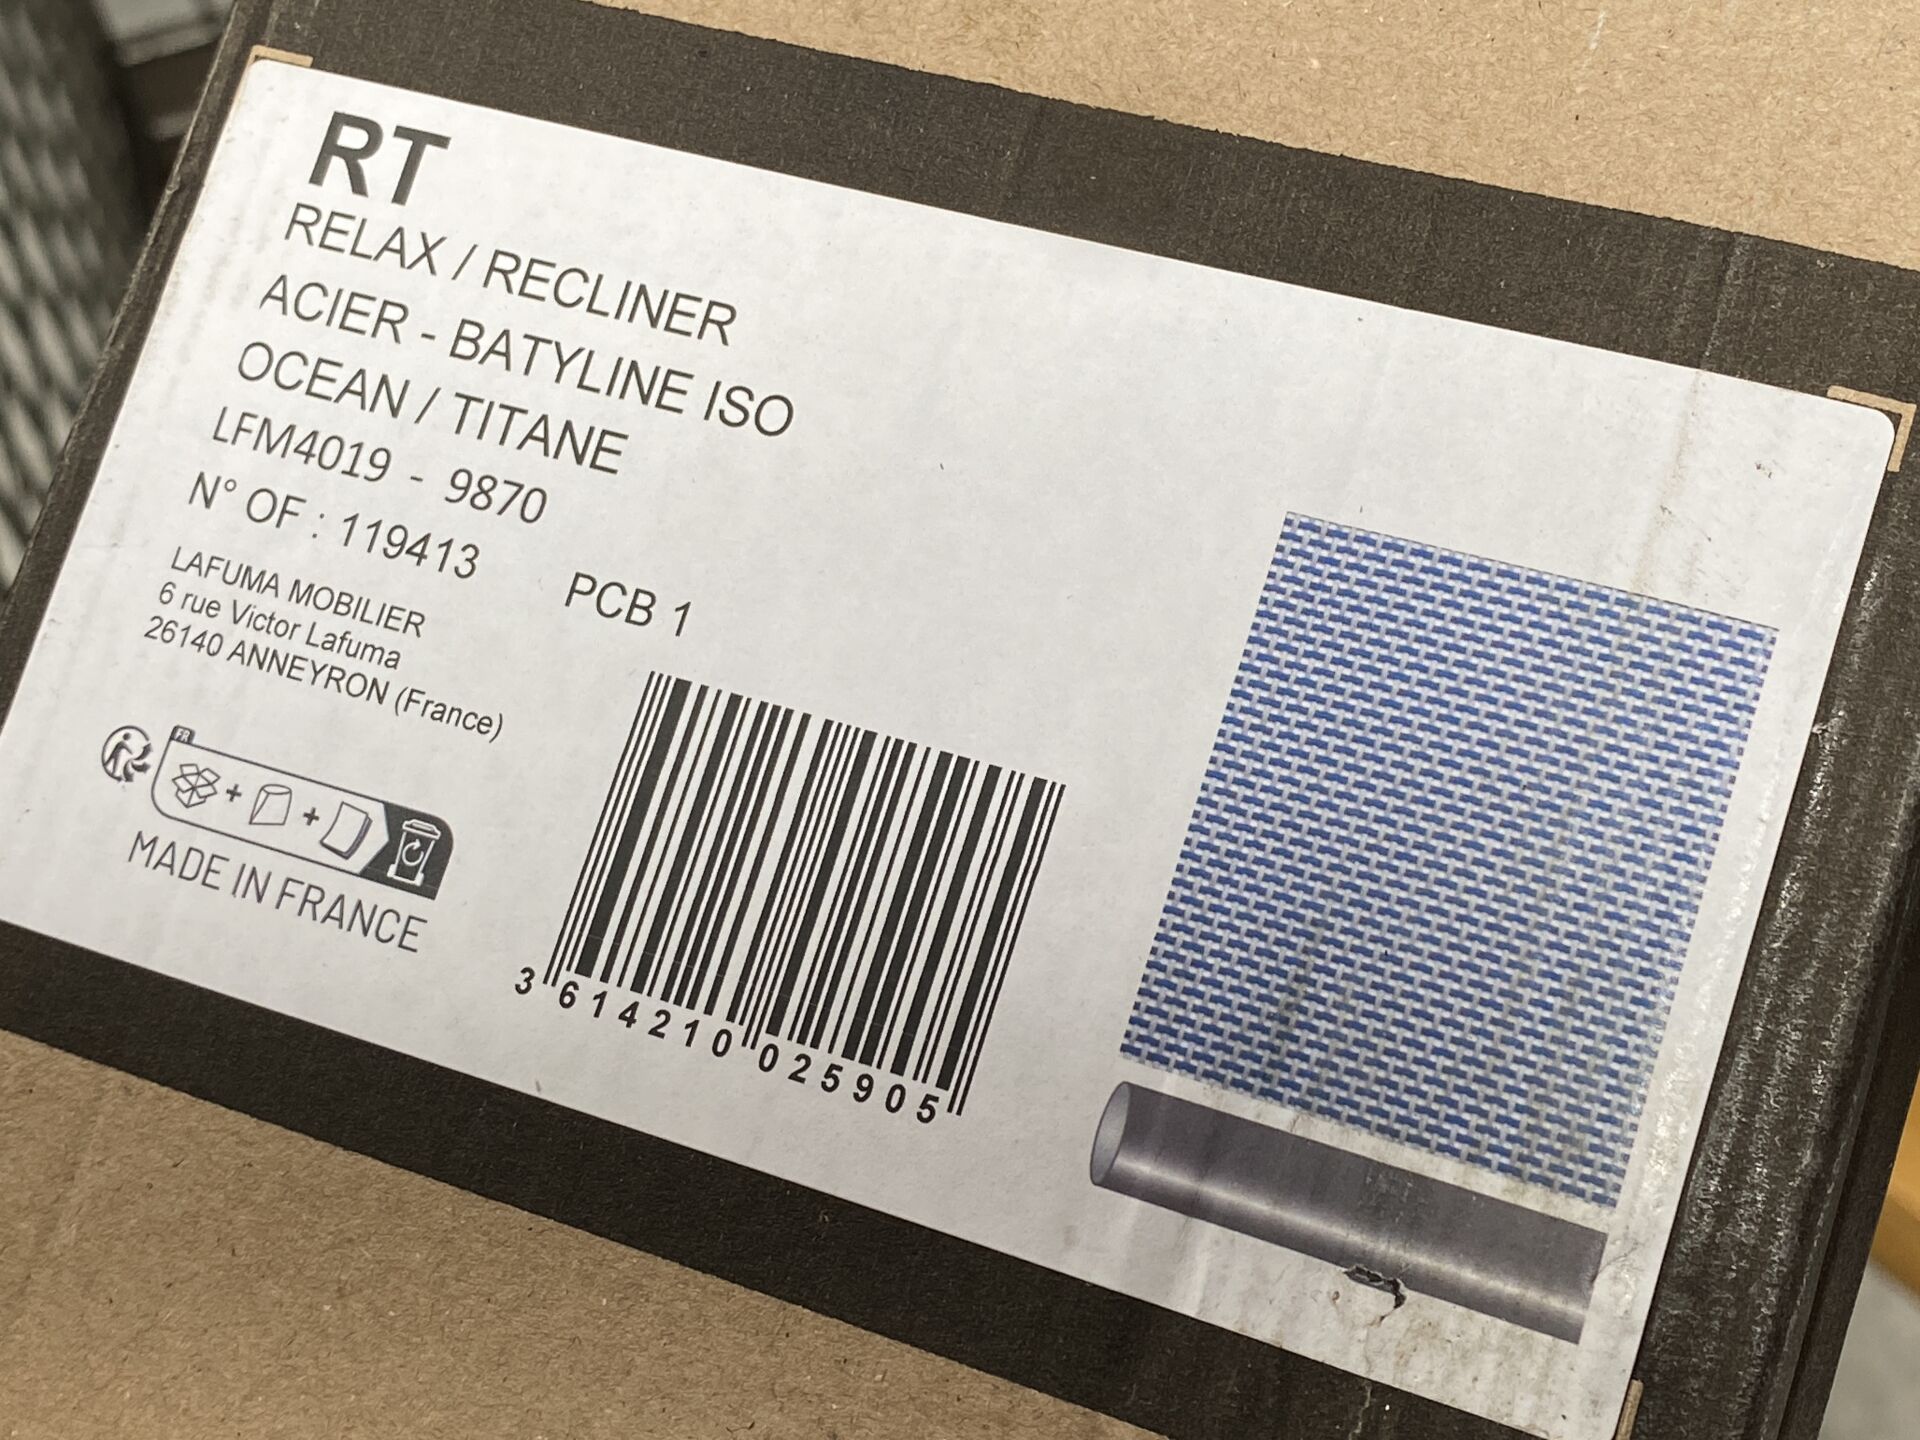 RT
RELAX / RECLINER
ACIER - BATYLINE ISO
OCEAN / TITANE
LFM4019 - 9870
N° OF : 119413
PCB 1
LAFUMA MOBILIER
6 rue Victor Lafuma
26140 ANNEYRON (France)
FR
MADE IN FRANCE
3 614210 025905